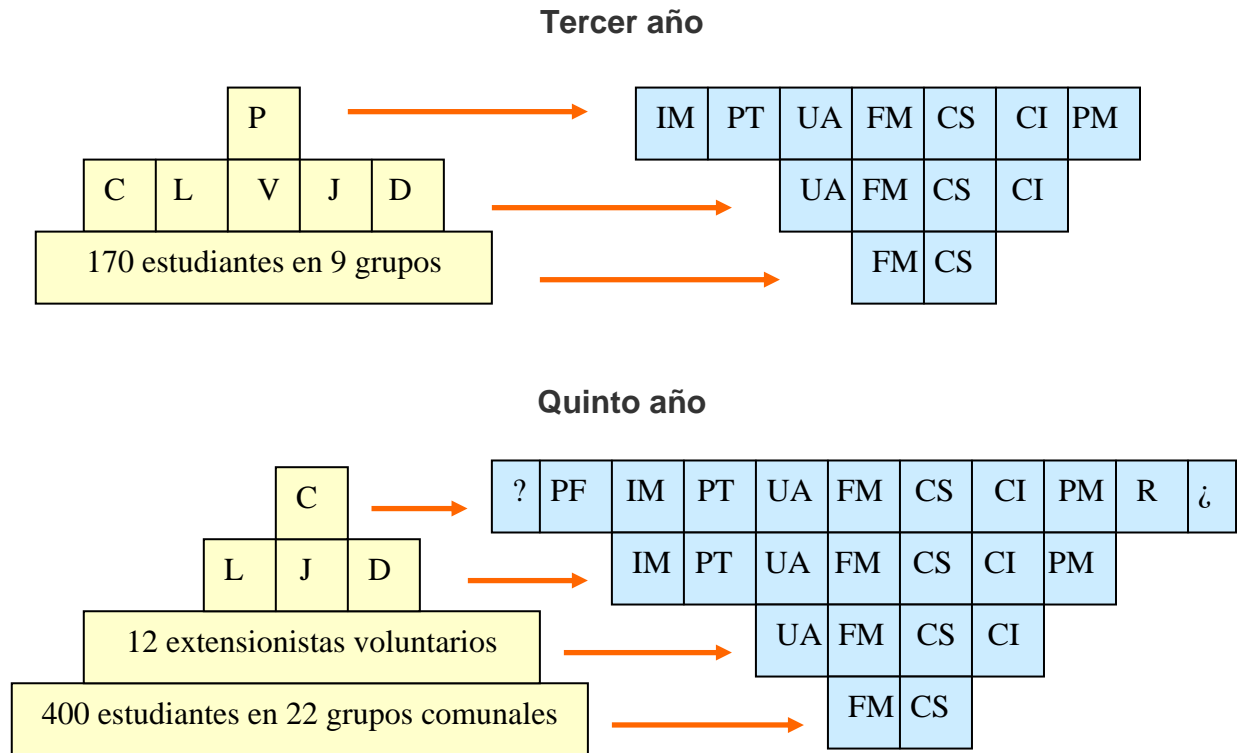 Tercer año
P
IM PT UA FM CS CI PM
C L V J D
UA FM CS CI
170 estudiantes en 9 grupos
FM CS
Quinto año
C
? PF IM PT UA FM CS CI PM R ¿
L J D
IM PT UA FM CS CI PM
12 extensionistas voluntarios
UA FM CS CI
400 estudiantes en 22 grupos comunales
FM CS